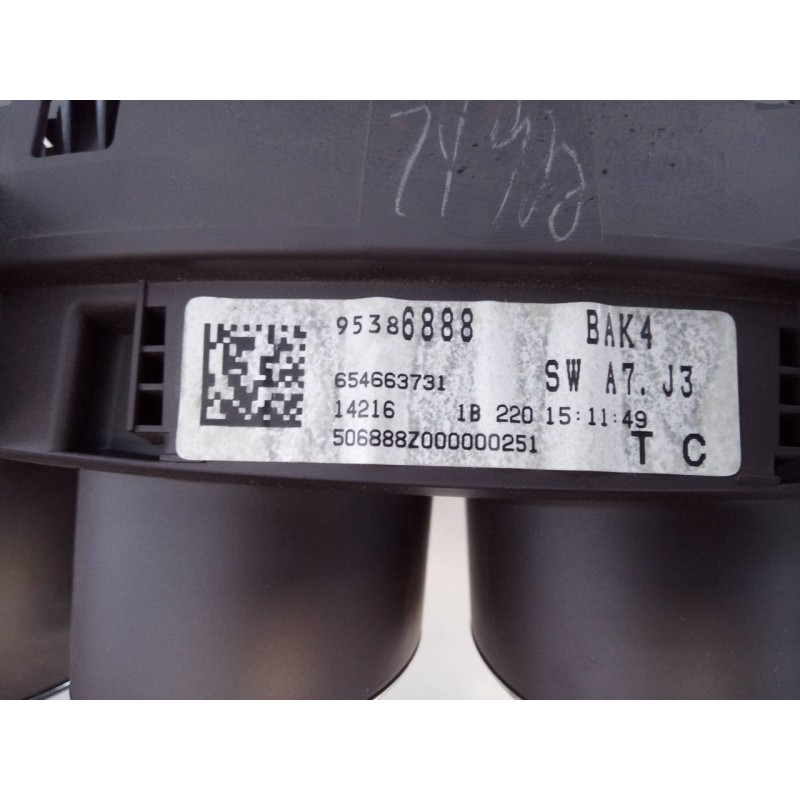 95386888 BAK4
654663731 SW A7. J3
14216 1B 220 15:11:49
506888Z000000251 T C